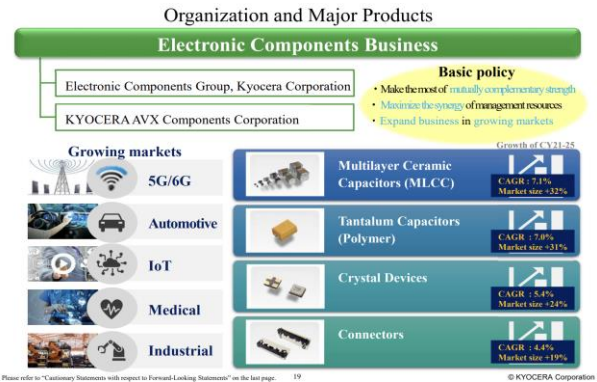 Organization and Major Products
Electronic Components Business
Electronic Components Group, Kyocera Corporation
KYOCERA AVX Components Corporation
Basic policy
・Make the most of mutually complementary strength
・Maximize the synergy of management resources
・Expand business in growing markets
Growing markets
5G/6G
Automotive
IoT
Medical
Industrial
Growth of CY21-25
Multilayer Ceramic
Capacitors (MLCC)
CAGR : 7.1%
Market size +32%
Tantalum Capacitors
(Polymer)
CAGR : 7.0%
Market size +31%
Crystal Devices
CAGR : 5.4%
Market size +24%
Connectors
CAGR : 4.4%
Market size +19%
Please refer to "Cautionary Statements with respect to Forward-Looking Statements" on the last page.
19
© KYOCERA Corporation